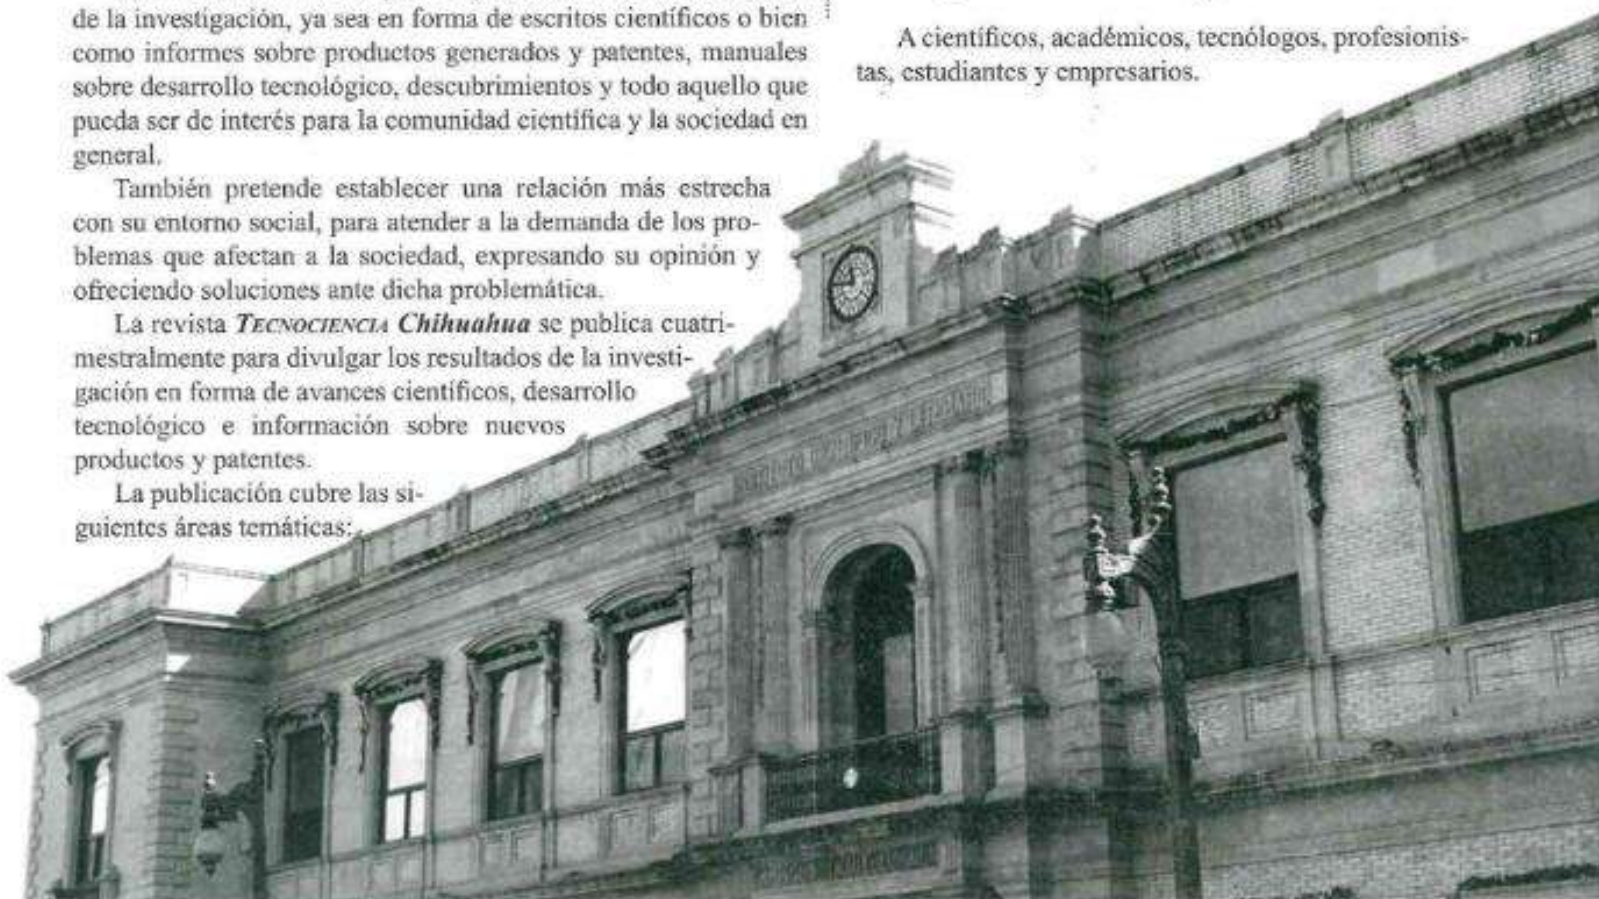 de la investigación, ya sea en forma de escritos científicos o bien
como informes sobre productos generados y patentes, manuales
sobre desarrollo tecnológico, descubrimientos y todo aquello que
pueda ser de interés para la comunidad científica y la sociedad en
general.
También pretende establecer una relación más estrecha
con su entorno social, para atender a la demanda de los pro-
blemas que afectan a la sociedad, expresando su opinión y
ofreciendo soluciones ante dicha problemática.
La revista TECNOCIENCIA Chihuahua se publica cuatri-
mestralmente para divulgar los resultados de la investi-
gación en forma de avances científicos, desarrollo
tecnológico e información sobre nuevos
productos y patentes.
La publicación cubre las si-
guientes áreas temáticas:
A científicos, académicos, tecnólogos, profesionis-
tas, estudiantes y empresarios.